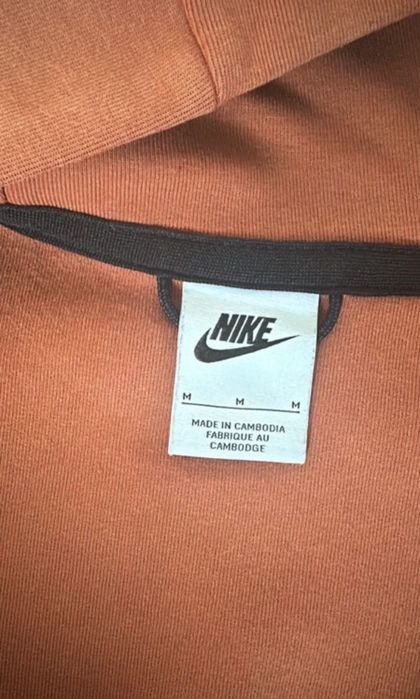 NIKE
M M M
MADE IN CAMBODIA
FABRIQUE AU
CAMBODGE